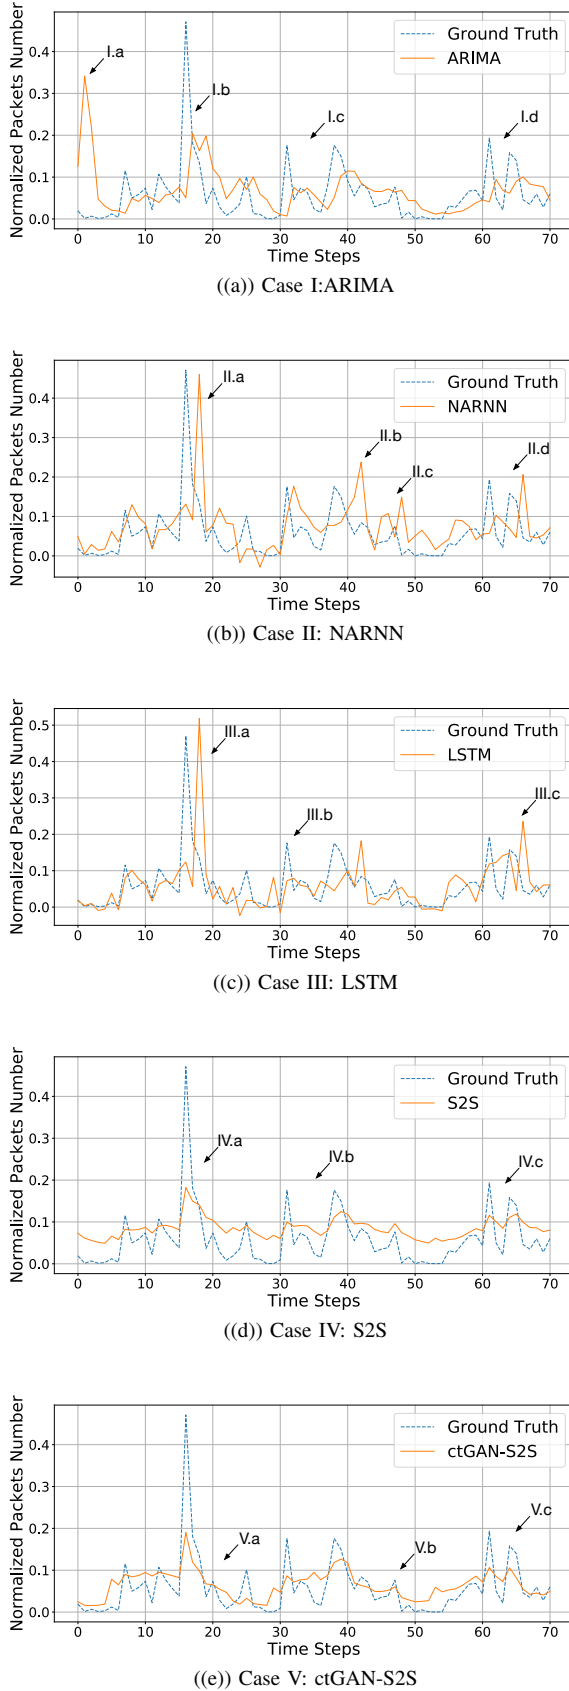 Normalized Packets Number
0.4
0.3
0.2
0.1
0.0
I.a
I.b
I.c
I.d
Ground Truth
ARIMA
0 10 20 30 40 50 60 70
Time Steps
((a)) Case I:ARIMA
Normalized Packets Number
0.4
0.3
0.2
0.1
0.0
II.a
II.b
II.c
II.d
Ground Truth
NARNN
0 10 20 30 40 50 60 70
Time Steps
((b)) Case II: NARNN
Normalized Packets Number
0.5
0.4
0.3
0.2
0.1
0.0
III.a
III.b
III.c
Ground Truth
LSTM
0 10 20 30 40 50 60 70
Time Steps
((c)) Case III: LSTM
Normalized Packets Number
0.4
0.3
0.2
0.1
0.0
IV.a
IV.b
IV.c
Ground Truth
S2S
0 10 20 30 40 50 60 70
Time Steps
((d)) Case IV: S2S
Normalized Packets Number
0.4
0.3
0.2
0.1
0.0
V.a
V.b
V.c
Ground Truth
ctGAN-S2S
0 10 20 30 40 50 60 70
Time Steps
((e)) Case V: ctGAN-S2S